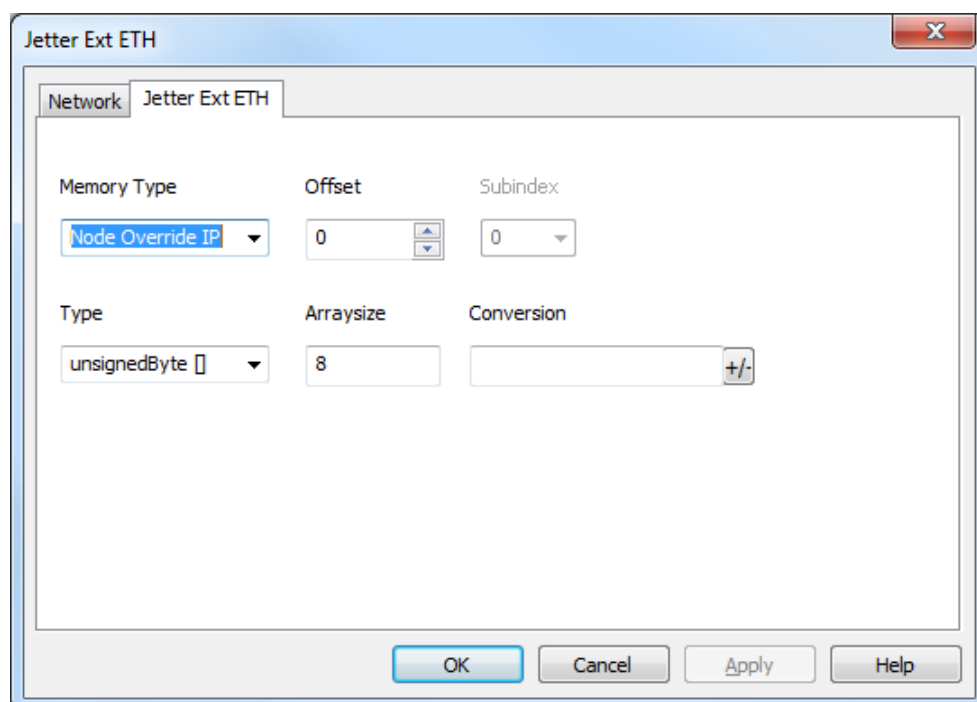 Jetter Ext ETH
Network Jetter Ext ETH
Memory Type Offset Subindex
Node Override IP 0 0
Type Arraysize Conversion
unsignedByte [] 8 +/-
OK Cancel Apply Help